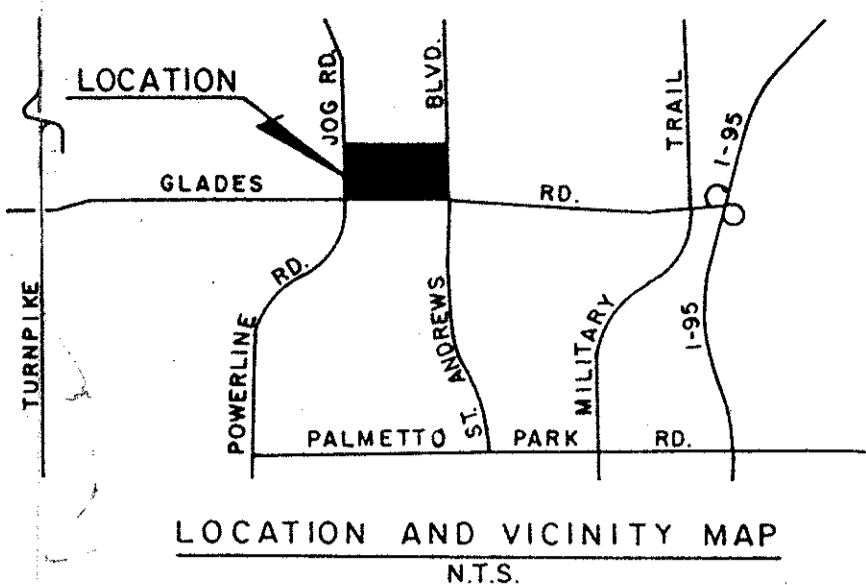 LOCATION
JOG RD.
BLVD.
TRAIL
I-95
GLADES
RD.
RD.
TURNPIKE
POWERLINE
ST. ANDREWS
MILITARY
I-95
PALMETTO PARK RD.
LOCATION AND VICINITY MAP
N.T.S.